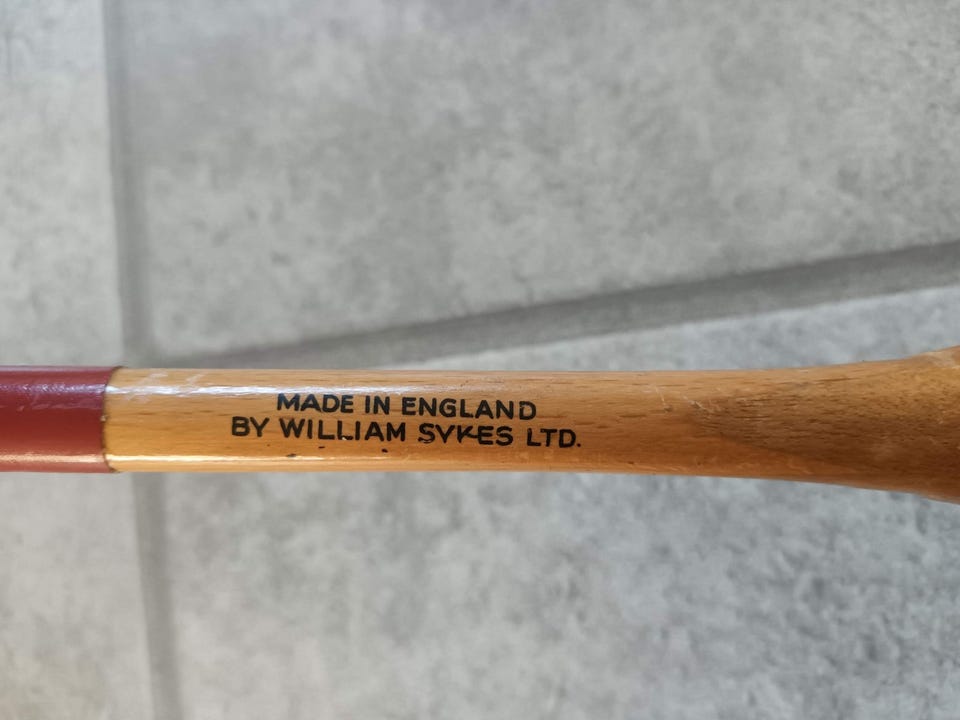 MADE IN ENGLAND
BY WILLIAM SYKES LTD.